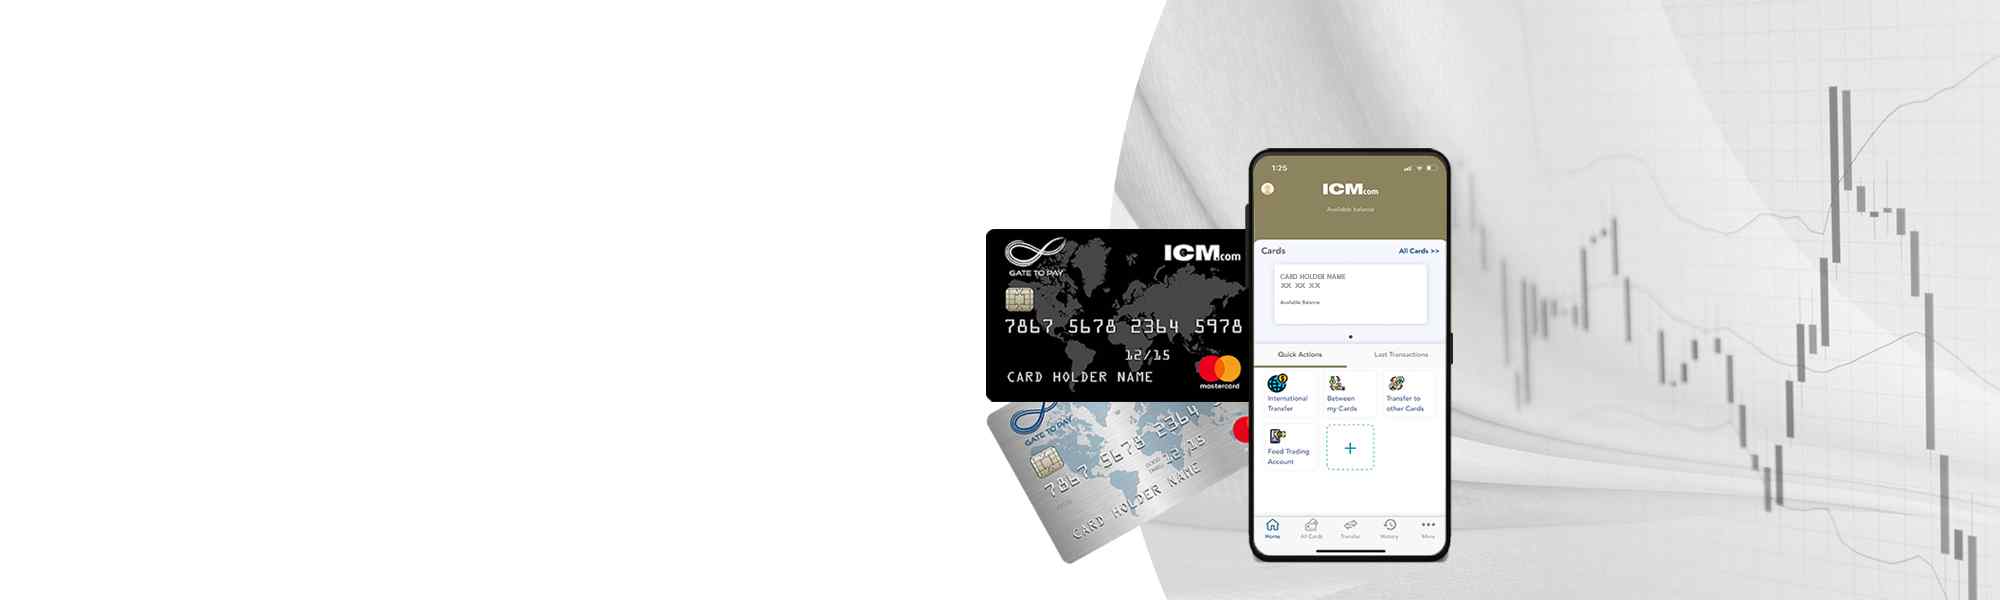 GATE TO PAY
ICM.com
7867 5678 2364 5978
12/15
CARD HOLDER NAME
mastercard
GATE TO PAY
7867 5678 2364
12/15
CARD HOLDER NAME
1:25
ICM.com
Available balance
Cards
All Cards >>
CARD HOLDER NAME
XX XX XX
Available Balance
Quick Actions
Last Transactions
International
Transfer
Between
my Cards
Transfer to
other Cards
Feed Trading
Account
Home
All Cards
Transfer
History
More